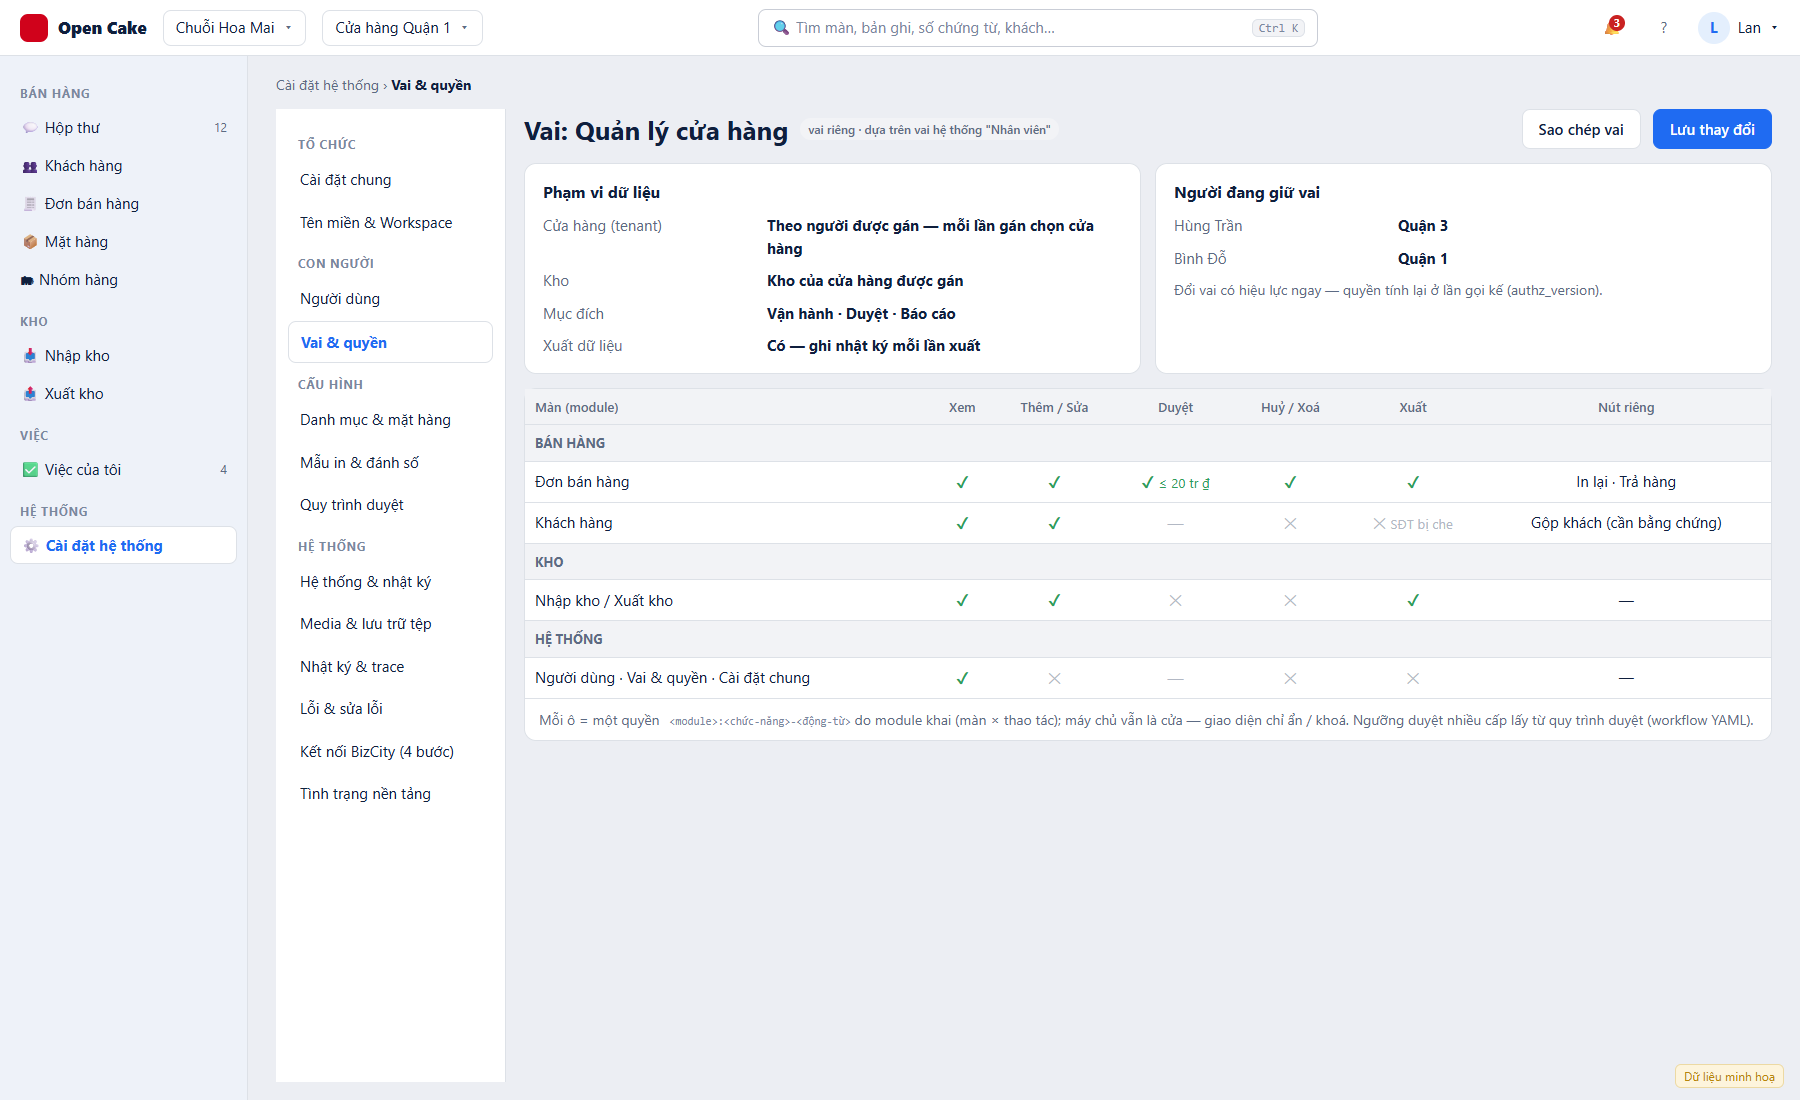 Open Cake
Chuỗi Hoa Mai
Cửa hàng Quận 1
Tìm màn, bản ghi, số chứng từ, khách...
Ctrl K
3
?
L
Lan
BÁN HÀNG
Hộp thư 12
Khách hàng
Đơn bán hàng
Mặt hàng
Nhóm hàng
KHO
Nhập kho
Xuất kho
VIỆC
Việc của tôi 4
HỆ THỐNG
Cài đặt hệ thống
Cài đặt hệ thống › Vai & quyền
TỔ CHỨC
Cài đặt chung
Tên miền & Workspace
CON NGƯỜI
Người dùng
Vai & quyền
CẤU HÌNH
Danh mục & mặt hàng
Mẫu in & đánh số
Quy trình duyệt
HỆ THỐNG
Hệ thống & nhật ký
Media & lưu trữ tệp
Nhật ký & trace
Lỗi & sửa lỗi
Kết nối BizCity (4 bước)
Tình trạng nền tảng
Vai: Quản lý cửa hàng
vai riêng · dựa trên vai hệ thống "Nhân viên"
Sao chép vai
Lưu thay đổi
Phạm vi dữ liệu
Cửa hàng (tenant) Theo người được gán — mỗi lần gán chọn cửa
hàng
Kho Kho của cửa hàng được gán
Mục đích Vận hành · Duyệt · Báo cáo
Xuất dữ liệu Có — ghi nhật ký mỗi lần xuất
Người đang giữ vai
Hùng Trần Quận 3
Bình Đỗ Quận 1
Đổi vai có hiệu lực ngay — quyền tính lại ở lần gọi kế (authz_version).
Màn (module) Xem Thêm / Sửa Duyệt Huỷ / Xoá Xuất Nút riêng
BÁN HÀNG
Đơn bán hàng ✓ ✓ ✓ ≤ 20 tr ₫ ✓ ✓ In lại · Trả hàng
Khách hàng ✓ ✓ — ✕ ✕ SĐT bị che Gộp khách (cần bằng chứng)
KHO
Nhập kho / Xuất kho ✓ ✓ ✕ ✕ ✓ —
HỆ THỐNG
Người dùng · Vai & quyền · Cài đặt chung ✓ ✕ — ✕ ✕ —
Mỗi ô = một quyền <module>:<chức-năng>-<động-từ> do module khai (màn × thao tác); máy chủ vẫn là cửa — giao diện chỉ ẩn / khoá. Ngưỡng duyệt nhiều cấp lấy từ quy trình duyệt (workflow YAML).
Dữ liệu minh hoạ